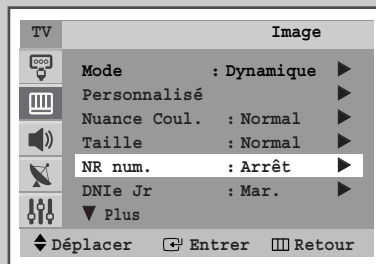 TV Image
Mode : Dynamique ▶
Personnalisé ▶
Nuance Coul. : Normal ▶
Taille : Normal ▶
NR num. : Arrêt ▶
DNIe Jr : Mar. ▶
▼ Plus
Déplacer Entrer Retour